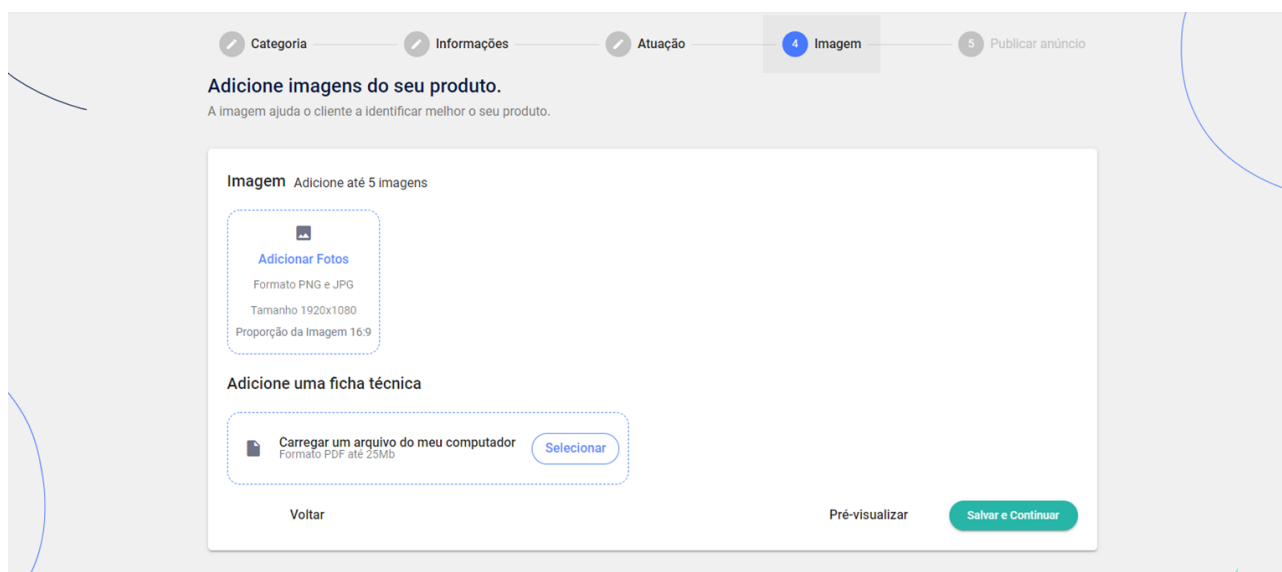 Categoria
Informações
Atuação
4 Imagem
5 Publicar anúncio
Adicione imagens do seu produto.
A imagem ajuda o cliente a identificar melhor o seu produto.
Imagem Adicione até 5 imagens
Adicionar Fotos
Formato PNG e JPG
Tamanho 1920x1080
Proporção da Imagem 16:9
Adicione uma ficha técnica
Carregar um arquivo do meu computador
Formato PDF até 25Mb
Selecionar
Voltar
Pré-visualizar
Salvar e Continuar